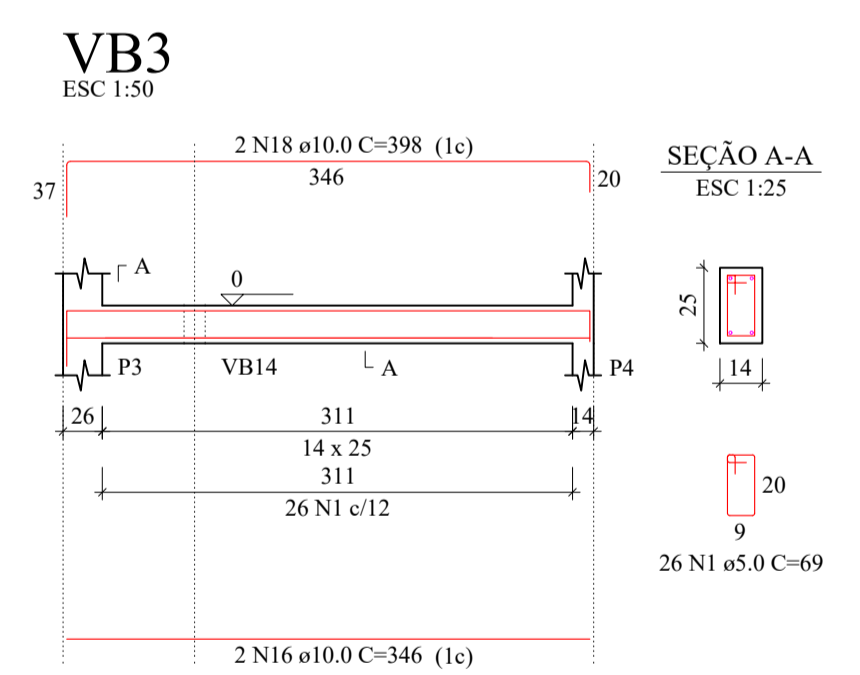 VB3
ESC 1:50
2 N18 ø10.0 C=398 (1c)
37
346
20
SEÇÃO A-A
ESC 1:25
A
0
25
P3
VB14
A
P4
14
26
311
14
14 x 25
311
26 N1 c/12
20
9
26 N1 ø5.0 C=69
2 N16 ø10.0 C=346 (1c)